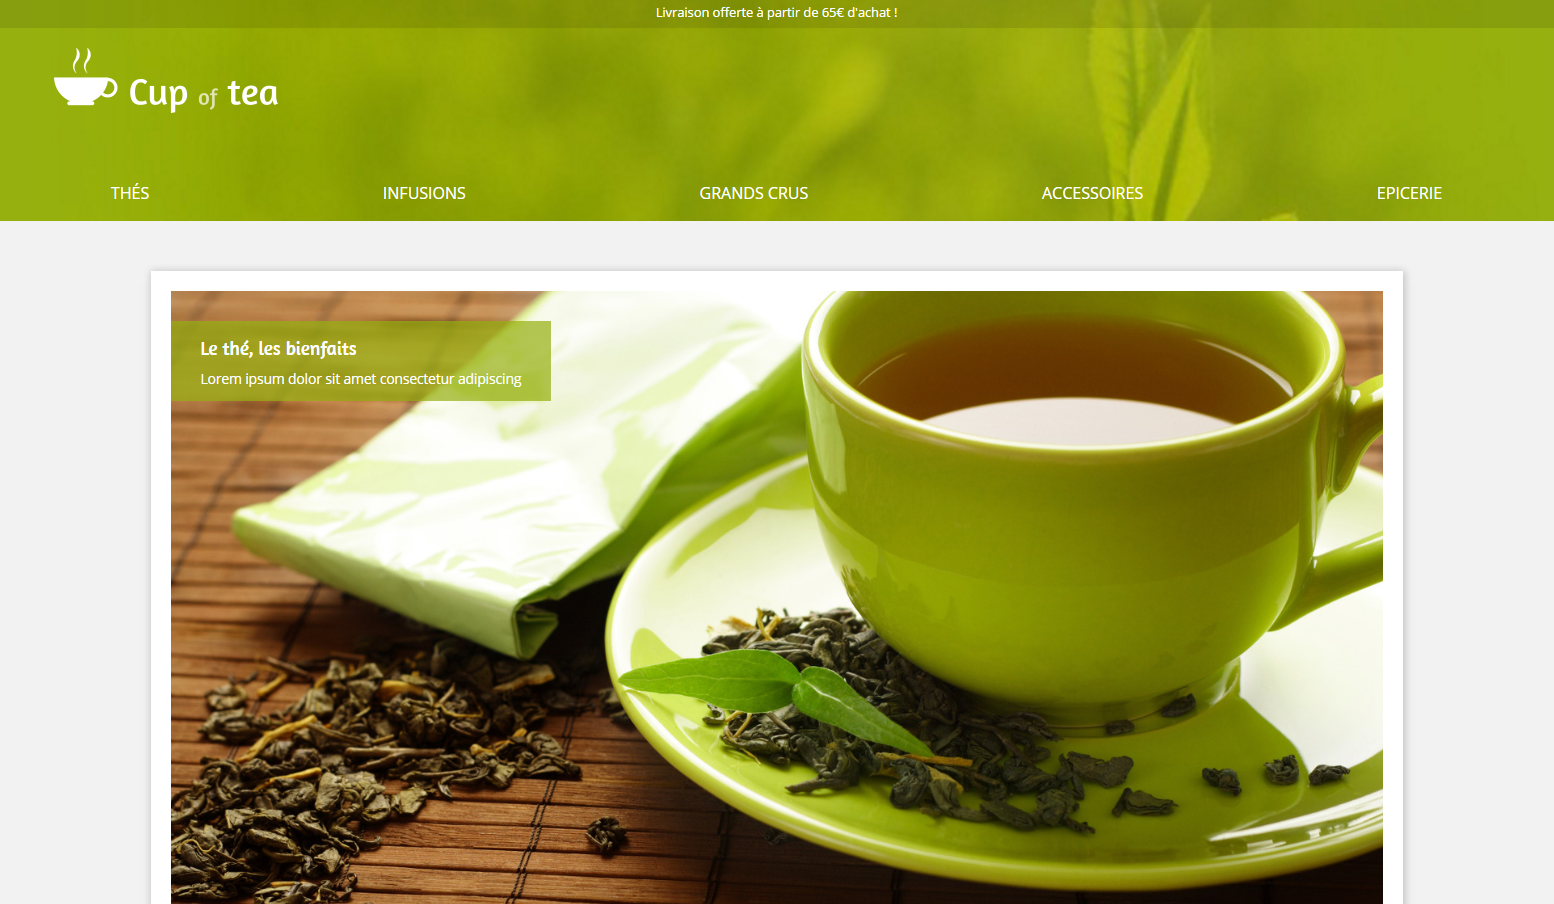 Livraison offerte à partir de 65€ d'achat !
Cup of tea
THÉS INFUSIONS GRANDS CRUS ACCESSOIRES EPICERIE
Le thé, les bienfaits
Lorem ipsum dolor sit amet consectetur adipiscing